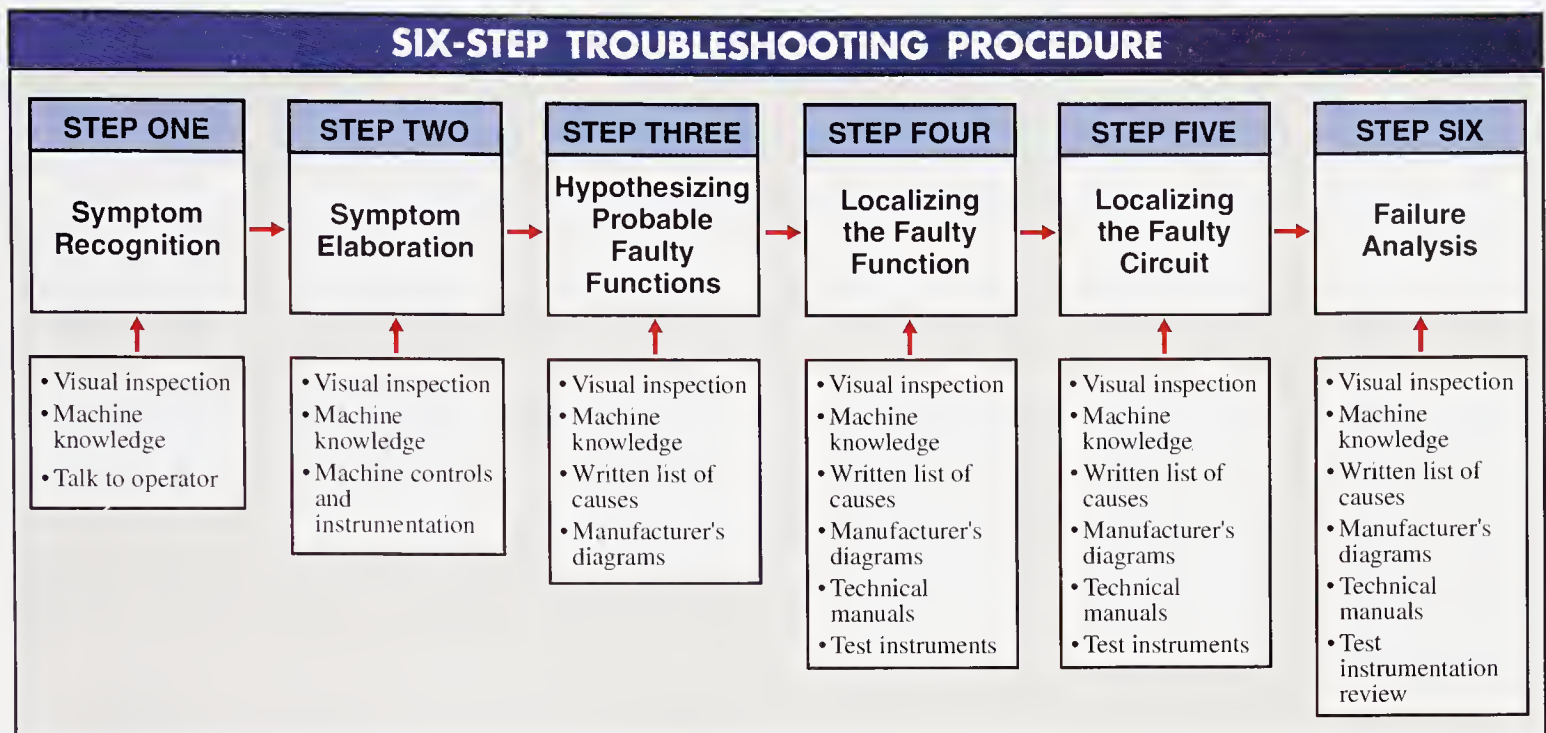 SIX-STEP TROUBLESHOOTING PROCEDURE
STEP ONE
Symptom
Recognition
• Visual inspection
• Machine
knowledge
• Talk to operator
STEP TWO
Symptom
Elaboration
• Visual inspection
• Machine
knowledge
• Machine controls
and
instrumentation
STEP THREE
Hypothesizing
Probable
Faulty
Functions
• Visual inspection
• Machine
knowledge
• Written list of
causes
• Manufacturer's
diagrams
STEP FOUR
Localizing
the Faulty
Function
• Visual inspection
• Machine
knowledge
• Written list of
causes
• Manufacturer's
diagrams
• Technical
manuals
• Test instruments
STEP FIVE
Localizing
the Faulty
Circuit
• Visual inspection
• Machine
knowledge
• Written list of
causes
• Manufacturer's
diagrams
• Technical
manuals
• Test instruments
STEP SIX
Failure
Analysis
• Visual inspection
• Machine
knowledge
• Written list of
causes
• Manufacturer's
diagrams
• Technical
manuals
• Test
instrumentation
review